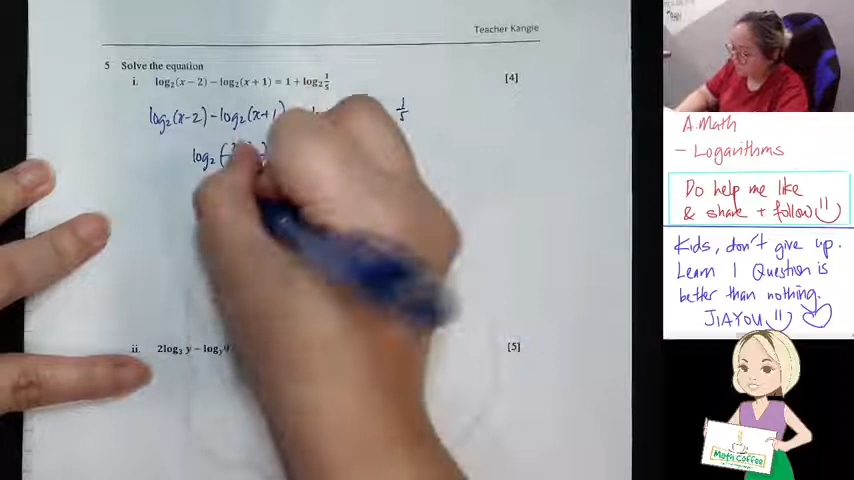 Teacher Kangie
5 Solve the equation
i. log₂(x − 2) − log₂(x + 1) = 1 + log₂ 1/5 [4]
log₂(x-2) - log₂(x+1) 1/5
log₂
ii. 2log₃ y − log [5]
A.Math
- Logarithms
Do help me like
& share + follow
Kids, don't give up.
Learn 1 Question is
better than nothing.
JIAYOU
Math Coffee